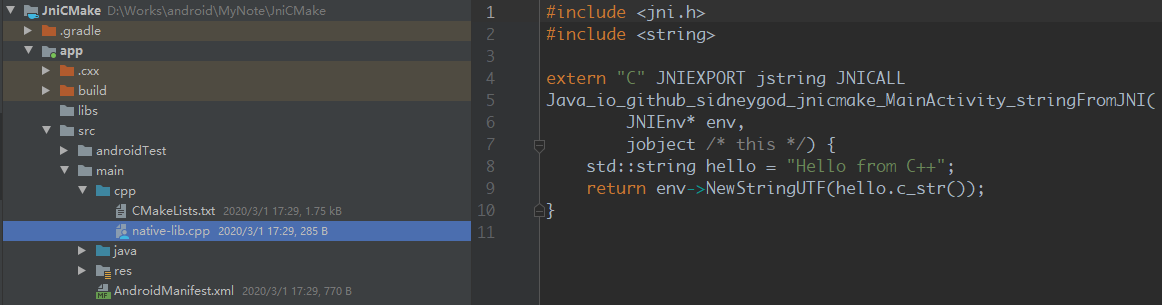 JniCMake D:\Works\android\MyNote\JniCMake
.gradle
app
.cxx
build
libs
src
androidTest
main
cpp
CMakeLists.txt 2020/3/1 17:29, 1.75 kB
native-lib.cpp 2020/3/1 17:29, 285 B
java
res
MF AndroidManifest.xml 2020/3/1 17:29, 770 B
1 #include <jni.h>
2 #include <string>
3
4 extern "C" JNIEXPORT jstring JNICALL
5 Java_io_github_sidneygod_jnicmake_MainActivity_stringFromJNI(
6 JNIEnv* env,
7 jobject /* this */) {
8 std::string hello = "Hello from C++";
9 return env->NewStringUTF(hello.c_str());
10 }
11